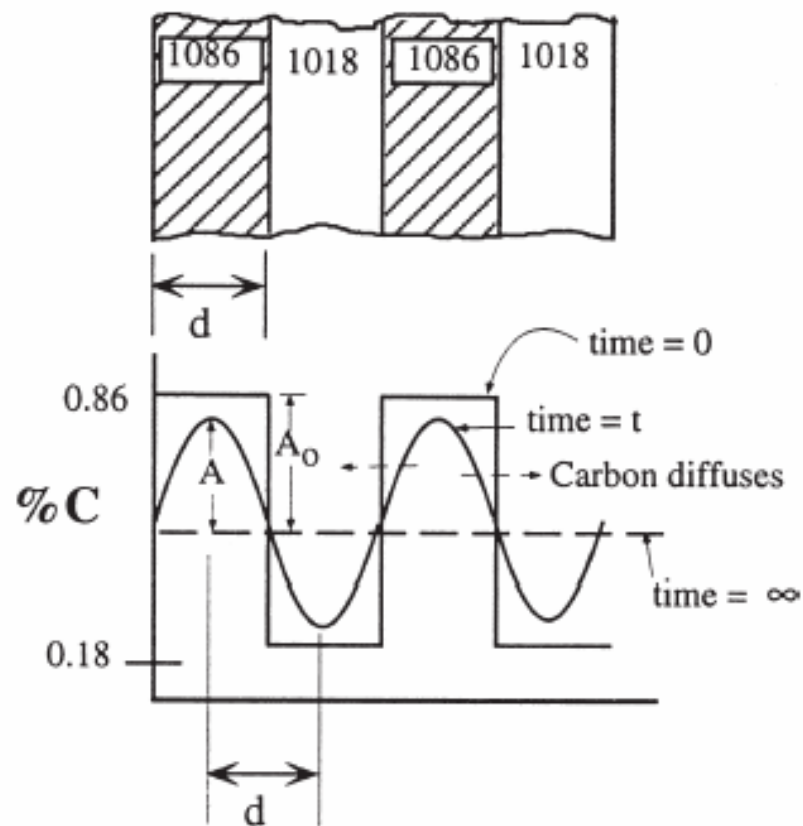 1086 1018 1086 1018
d
time = 0
0.86
A₀
time = t
A
Carbon diffuses
%C
time = ∞
0.18
d